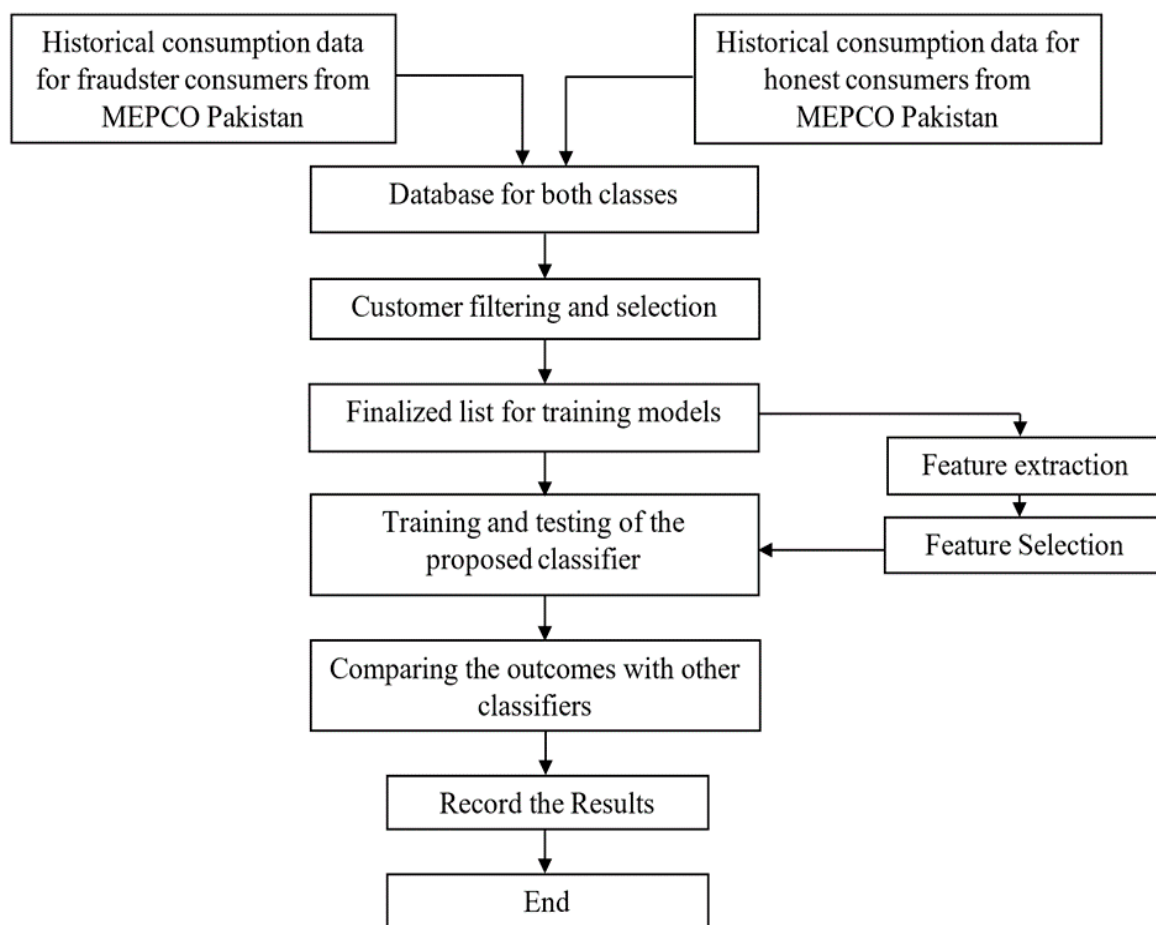 Historical consumption data
for fraudster consumers from
MEPCO Pakistan
Historical consumption data for
honest consumers from
MEPCO Pakistan
Database for both classes
Customer filtering and selection
Finalized list for training models
Feature extraction
Training and testing of the
proposed classifier
Feature Selection
Comparing the outcomes with other
classifiers
Record the Results
End